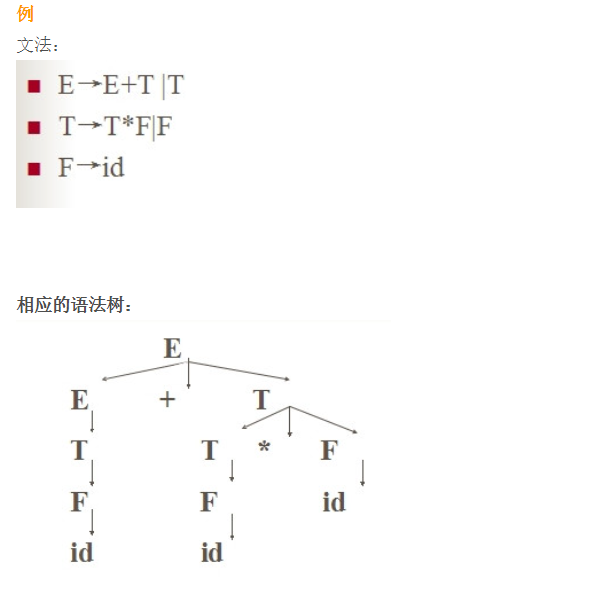 例
文法：
E→E+T |T
T→T*F|F
F→id
相应的语法树：
E
E + T
T T * F
F F id
id id